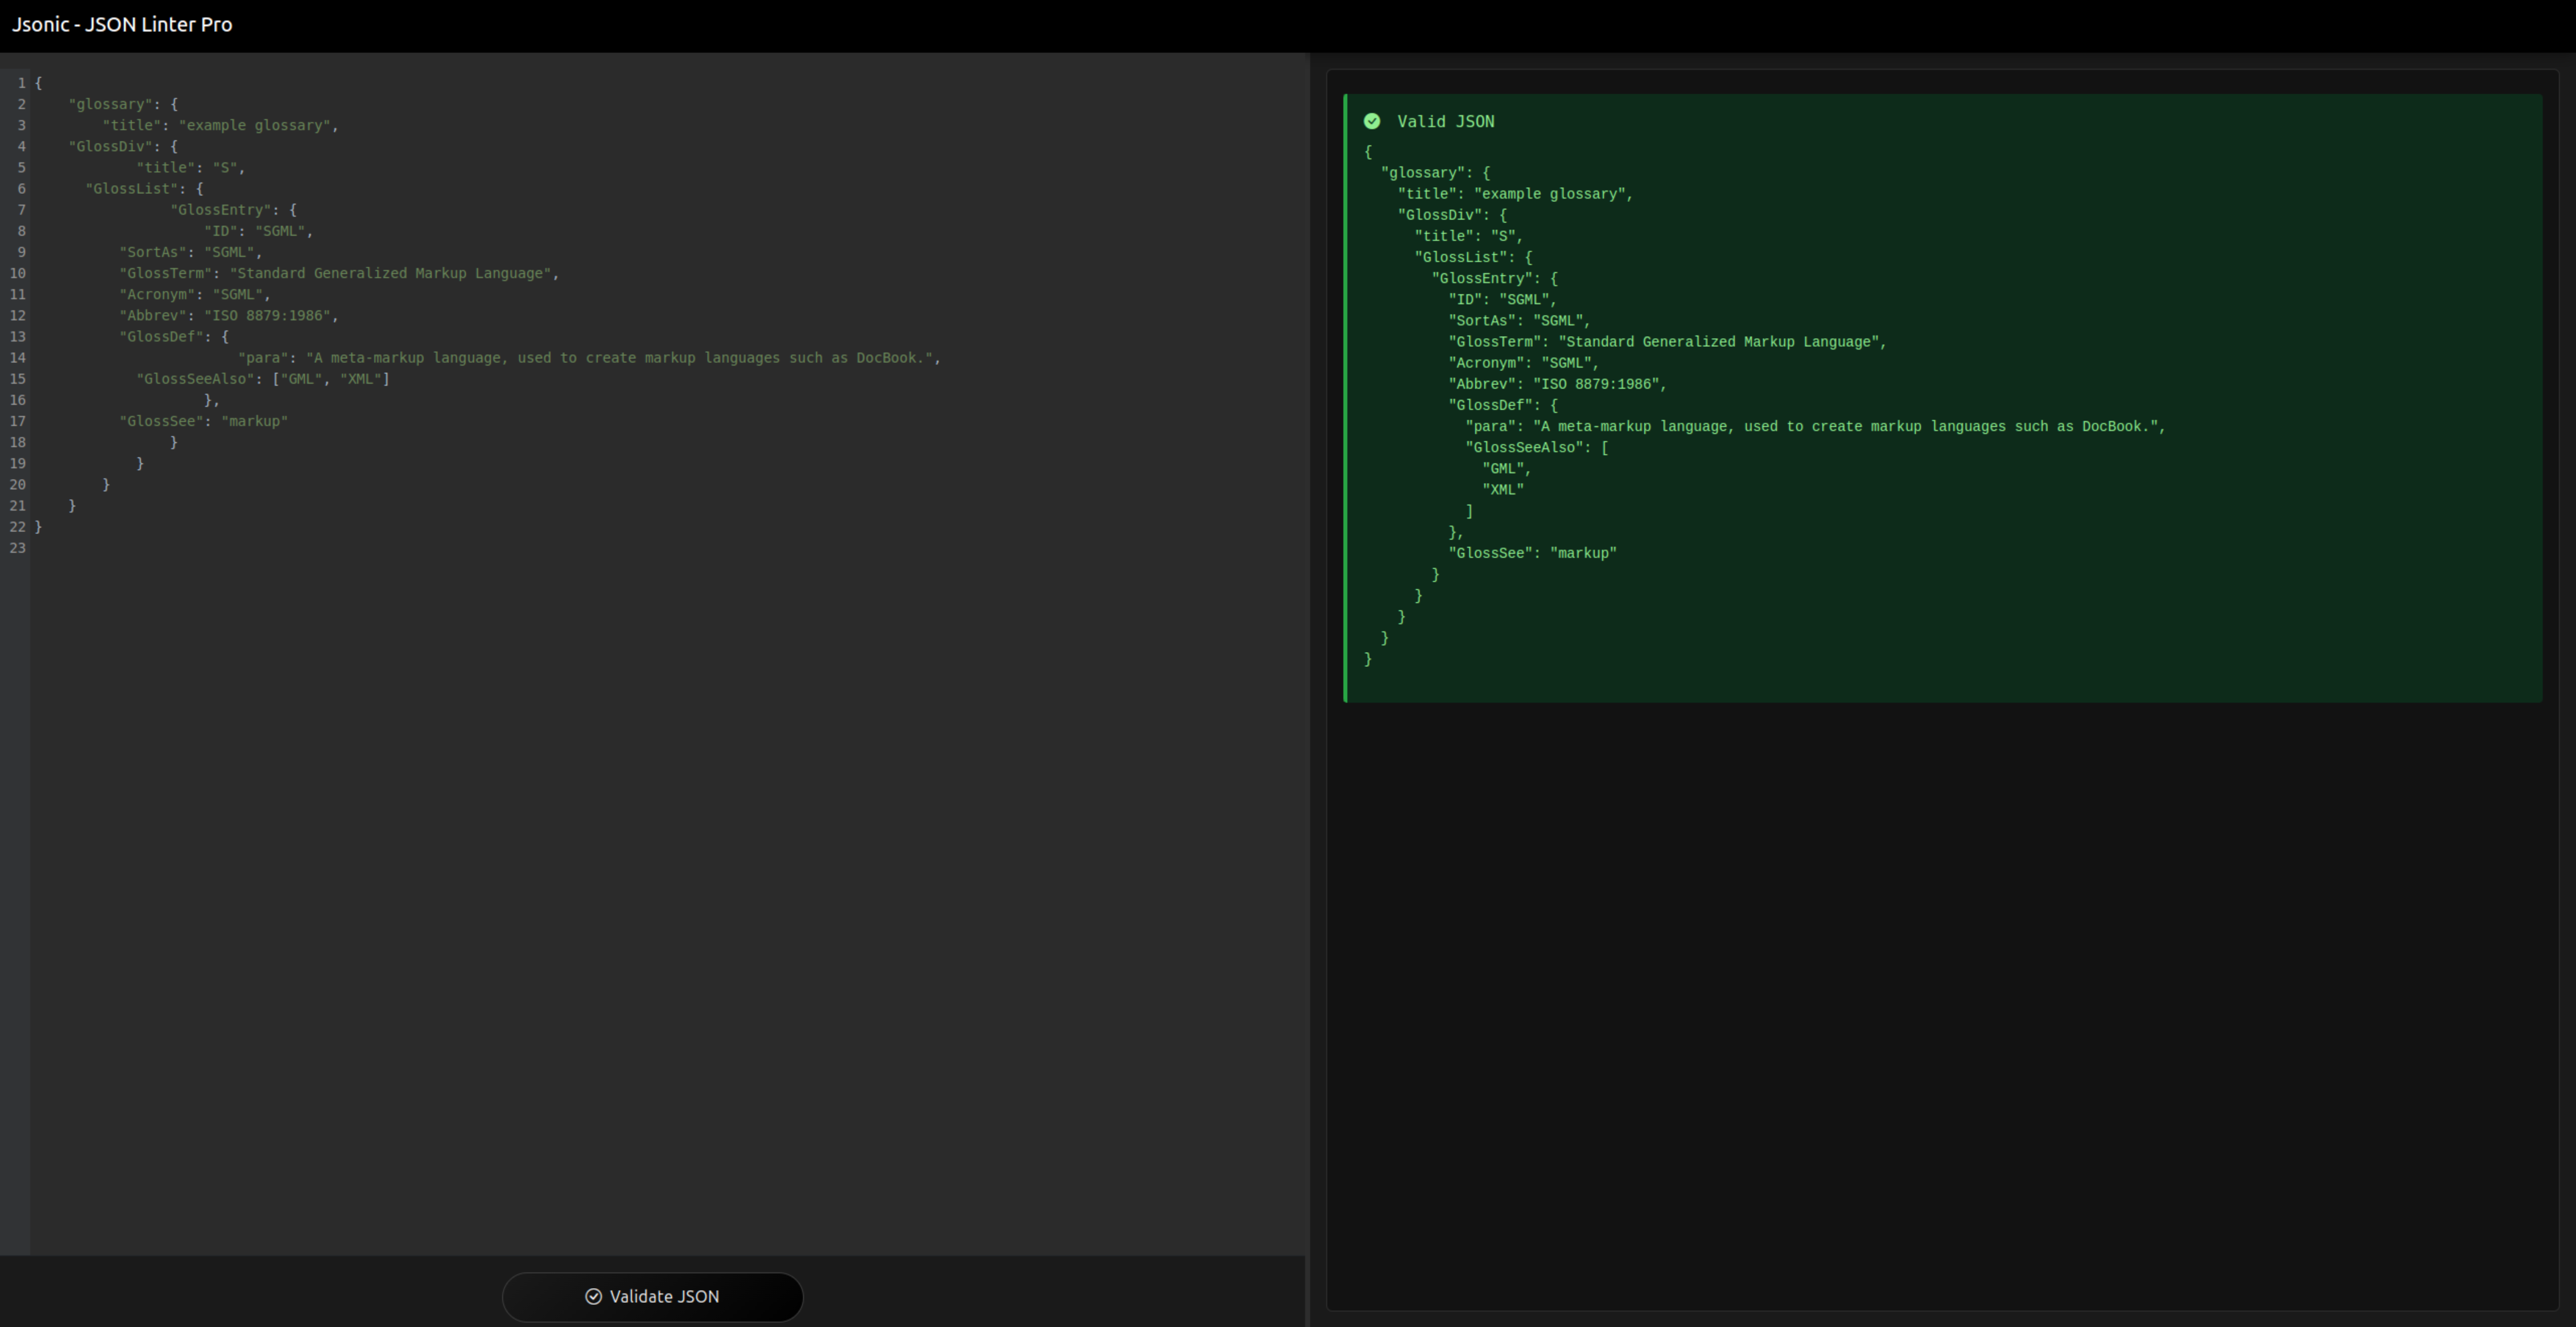 Jsonic - JSON Linter Pro
1 {
2     "glossary": {
3         "title": "example glossary",
4     "GlossDiv": {
5             "title": "S",
6       "GlossList": {
7                 "GlossEntry": {
8                     "ID": "SGML",
9           "SortAs": "SGML",
10           "GlossTerm": "Standard Generalized Markup Language",
11           "Acronym": "SGML",
12           "Abbrev": "ISO 8879:1986",
13           "GlossDef": {
14                         "para": "A meta-markup language, used to create markup languages such as DocBook.",
15             "GlossSeeAlso": ["GML", "XML"]
16                     },
17           "GlossSee": "markup"
18                 }
19             }
20         }
21     }
22 }
23
Validate JSON
Valid JSON
{
  "glossary": {
    "title": "example glossary",
    "GlossDiv": {
      "title": "S",
      "GlossList": {
        "GlossEntry": {
          "ID": "SGML",
          "SortAs": "SGML",
          "GlossTerm": "Standard Generalized Markup Language",
          "Acronym": "SGML",
          "Abbrev": "ISO 8879:1986",
          "GlossDef": {
            "para": "A meta-markup language, used to create markup languages such as DocBook.",
            "GlossSeeAlso": [
              "GML",
              "XML"
            ]
          },
          "GlossSee": "markup"
        }
      }
    }
  }
}